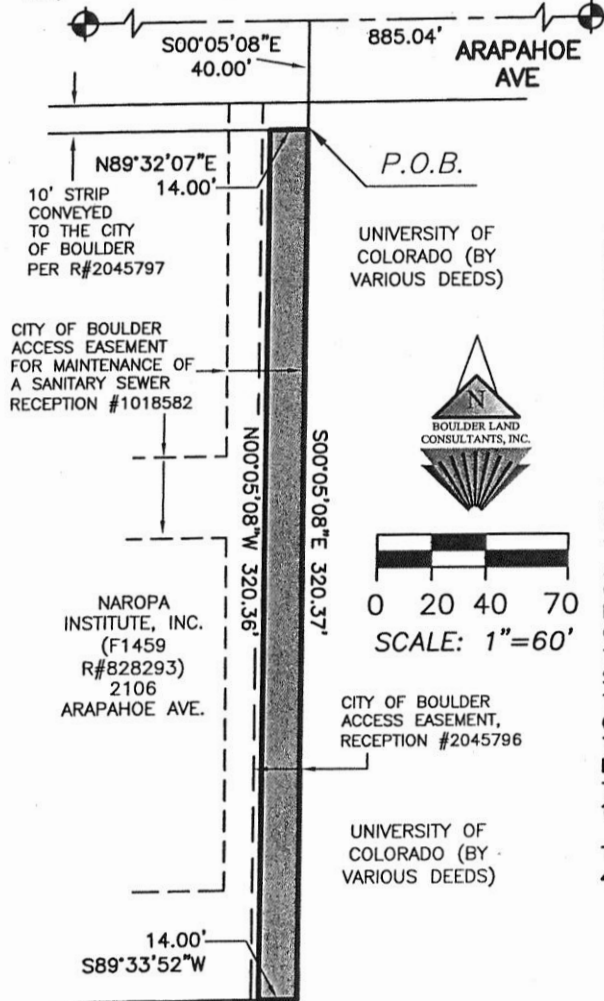 S00°05'08"E
40.00'
885.04'
ARAPAHOE
AVE
N89°32'07"E
14.00'
P.O.B.
10' STRIP
CONVEYED
TO THE CITY
OF BOULDER
PER R#2045797
UNIVERSITY OF
COLORADO (BY
VARIOUS DEEDS)
CITY OF BOULDER
ACCESS EASEMENT
FOR MAINTENANCE OF
A SANITARY SEWER
RECEPTION #1018582
N
BOULDER LAND
CONSULTANTS, INC.
N00°05'08"W 320.36'
S00°05'08"E 320.37'
0 20 40 70
SCALE: 1"=60'
NAROPA
INSTITUTE, INC.
(F1459
R#828293)
2106
ARAPAHOE AVE.
CITY OF BOULDER
ACCESS EASEMENT,
RECEPTION #2045796
UNIVERSITY OF
COLORADO (BY
VARIOUS DEEDS)
14.00'
S89°33'52"W